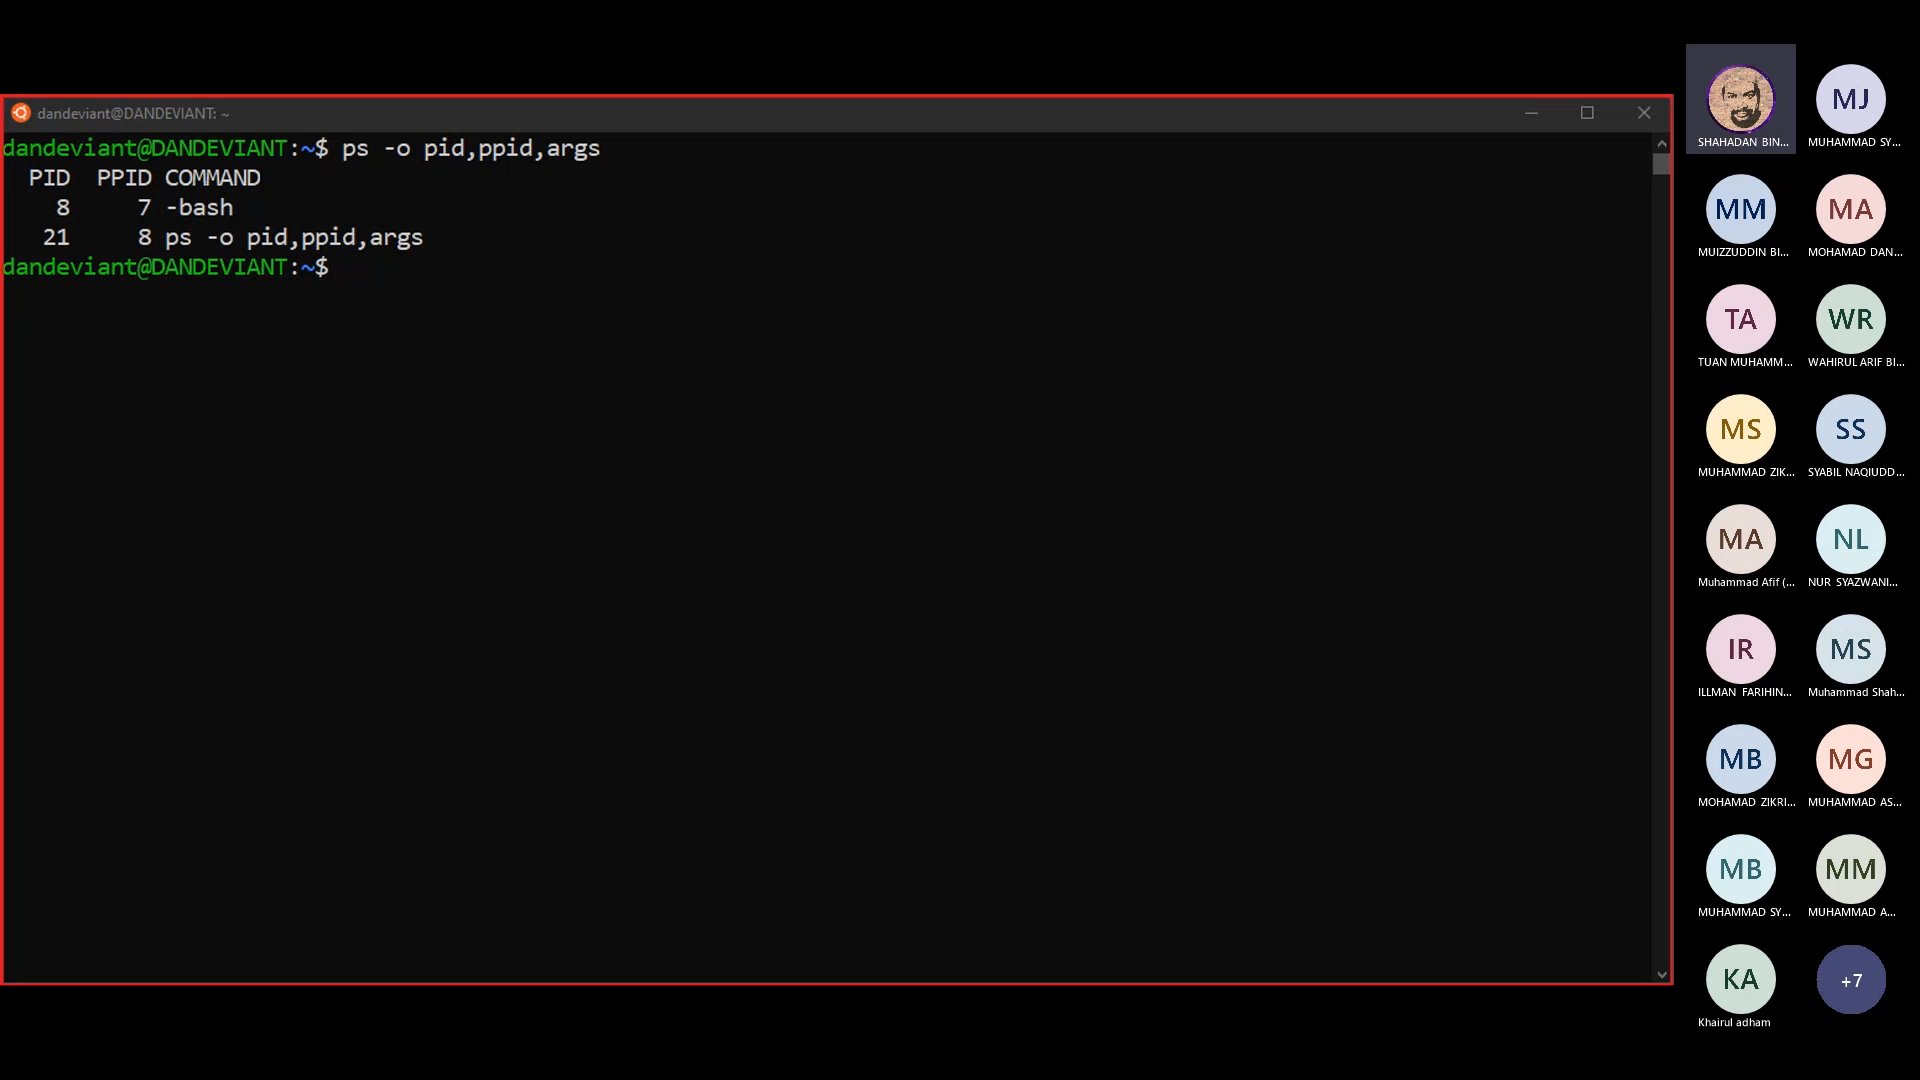 dandeviant@DANDEVIANT: ~
dandeviant@DANDEVIANT:~$ ps -o pid,ppid,args
  PID  PPID COMMAND
    8     7 -bash
   21     8 ps -o pid,ppid,args
dandeviant@DANDEVIANT:~$
SHAHADAN BIN...
MJ
MUHAMMAD SY...
MM
MUIZZUDDIN BI...
MA
MOHAMAD DAN...
TA
TUAN MUHAMM...
WR
WAHIRUL ARIF BI...
MS
MUHAMMAD ZIK...
SS
SYABIL NAQIUDD...
MA
Muhammad Afif (...
NL
NUR SYAZWANI...
IR
ILLMAN FARIHIN...
MS
Muhammad Shah...
MB
MOHAMAD ZIKRI...
MG
MUHAMMAD AS...
MB
MUHAMMAD SY...
MM
MUHAMMAD A...
KA
Khairul adham
+7